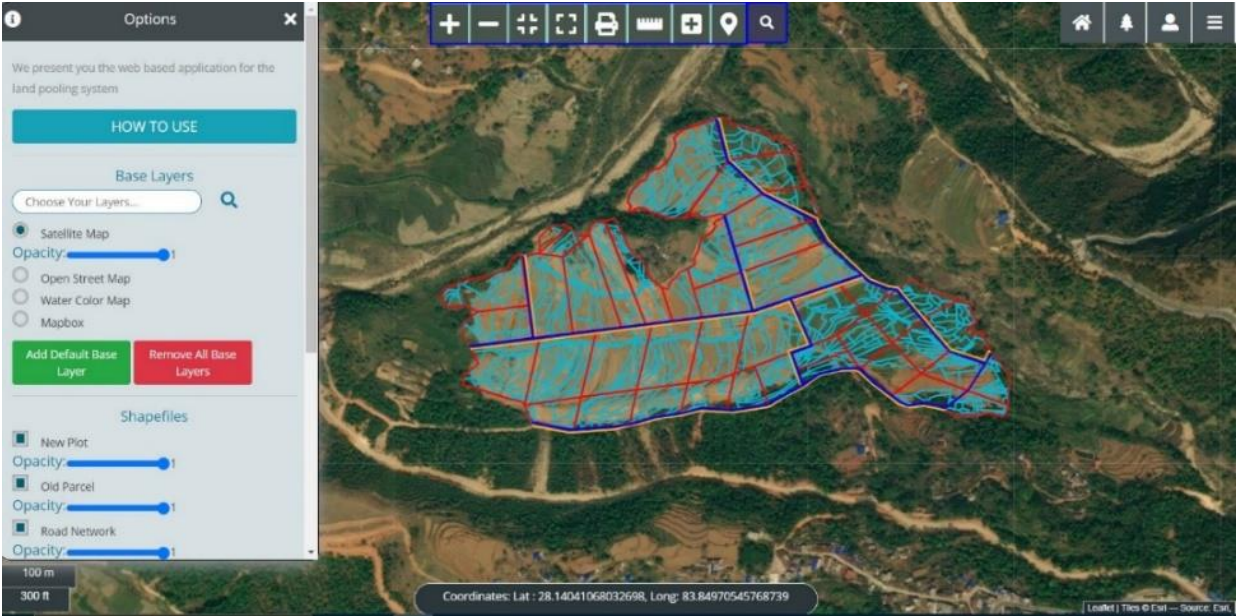 Options
We present you the web based application for the
land pooling system
HOW TO USE
Base Layers
Choose Your Layers...
Satellite Map
Opacity: 1
Open Street Map
Water Color Map
Mapbox
Add Default Base
Layer
Remove All Base
Layers
Shapefiles
New Plot
Opacity: 1
Old Parcel
Opacity: 1
Road Network
Opacity: 1
100 m
300 ft
Coordinates: Lat : 28.14041068032698, Long: 83.84970545768739
Leaflet | Tiles © Esri — Source: Esri,